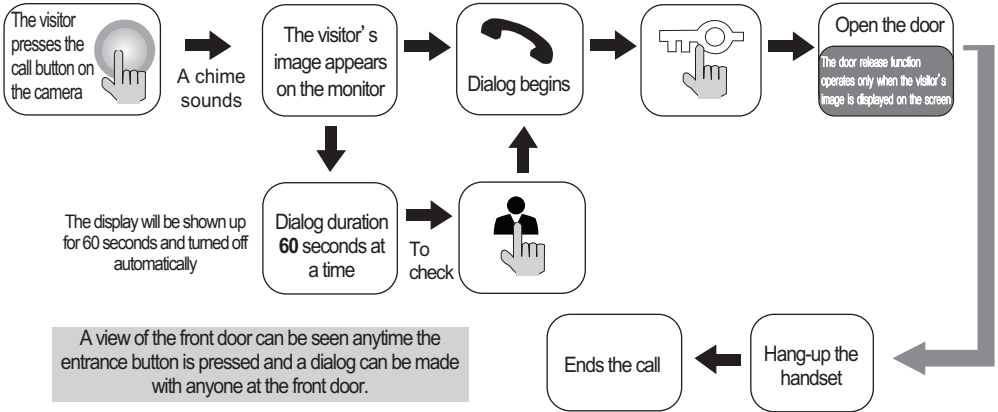 The visitor
presses the
call button on
the camera
A chime
sounds
The visitor's
image appears
on the monitor
Dialog begins
Open the door
The door release function
operates only when the visitor's
image is displayed on the screen
The display will be shown up
for 60 seconds and turned off
automatically
Dialog duration
60 seconds at
a time
To
check
A view of the front door can be seen anytime the
entrance button is pressed and a dialog can be made
with anyone at the front door.
Ends the call
Hang-up the
handset